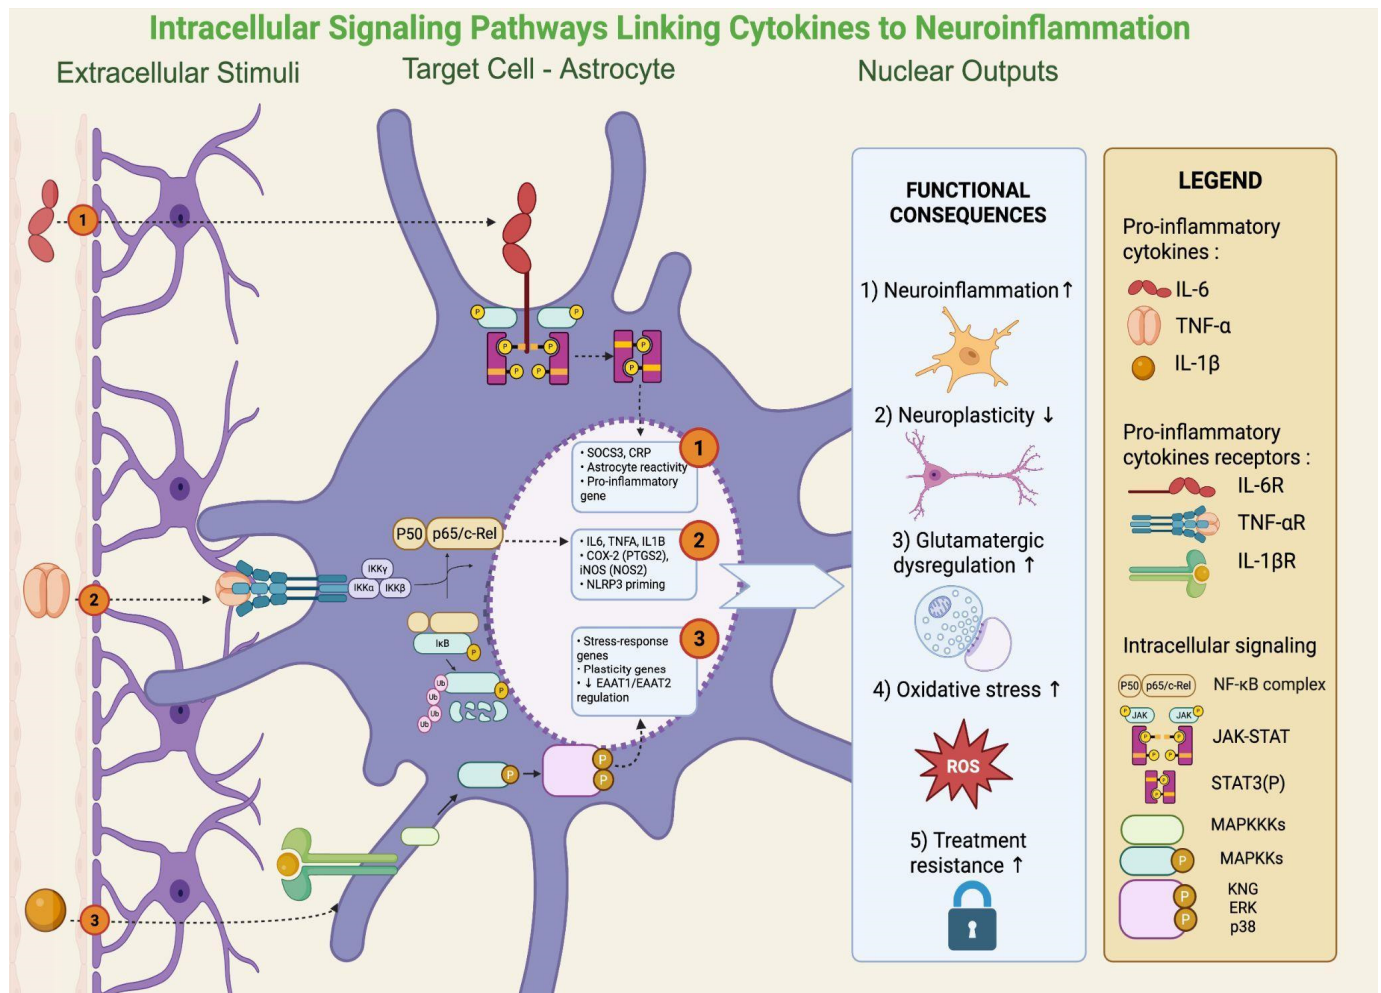 Intracellular Signaling Pathways Linking Cytokines to Neuroinflammation
Extracellular Stimuli
Target Cell - Astrocyte
Nuclear Outputs
1
2
3
P
P
P
P
P
P
P
P
1
• SOCS3, CRP
• Astrocyte reactivity
• Pro-inflammatory
gene
P50
p65/c-Rel
2
• IL6, TNFA, IL1B
• COX-2 (PTGS2),
iNOS (NOS2)
• NLRP3 priming
IKKγ
IKKα
IKKβ
IκB
P
Ub
P
Ub
Ub
Ub
3
• Stress-response
genes
• Plasticity genes
• ↓ EAAT1/EAAT2
regulation
P
P
P
FUNCTIONAL
CONSEQUENCES
1) Neuroinflammation ↑
2) Neuroplasticity ↓
3) Glutamatergic
dysregulation ↑
4) Oxidative stress ↑
ROS
5) Treatment
resistance ↑
LEGEND
Pro-inflammatory
cytokines :
IL-6
TNF-α
IL-1β
Pro-inflammatory
cytokines receptors :
IL-6R
TNF-αR
IL-1βR
Intracellular signaling
P50 p65/c-Rel NF-κB complex
P JAK JAK P
P P
P P
JAK-STAT
P
P
STAT3(P)
MAPKKKs
P MAPKKs
P
P
KNG
ERK
p38